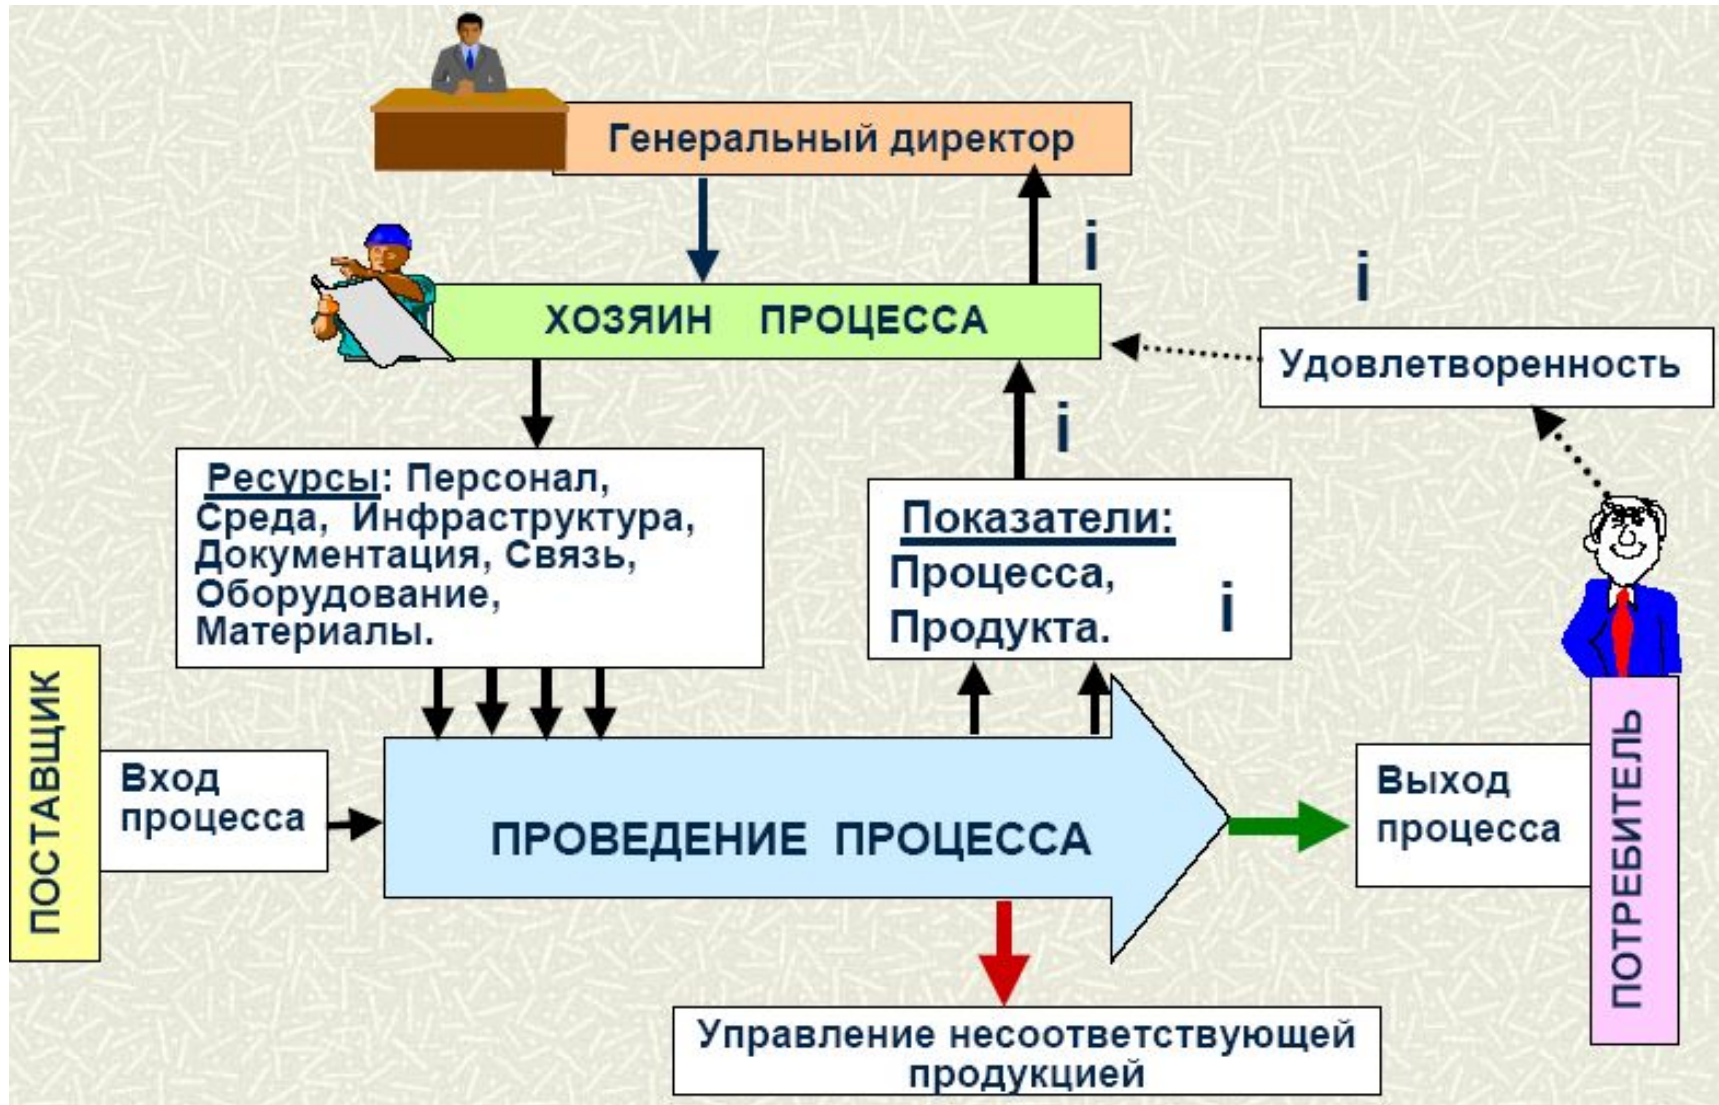 Генеральный директор
i
i
ХОЗЯИН ПРОЦЕССА
Удовлетворенность
i
Ресурсы: Персонал,
Среда, Инфраструктура,
Документация, Связь,
Оборудование,
Материалы.
Показатели:
Процесса,
Продукта.
i
ПОСТАВЩИК
Вход
процесса
ПРОВЕДЕНИЕ ПРОЦЕССА
Выход
процесса
ПОТРЕБИТЕЛЬ
Управление несоответствующей
продукцией